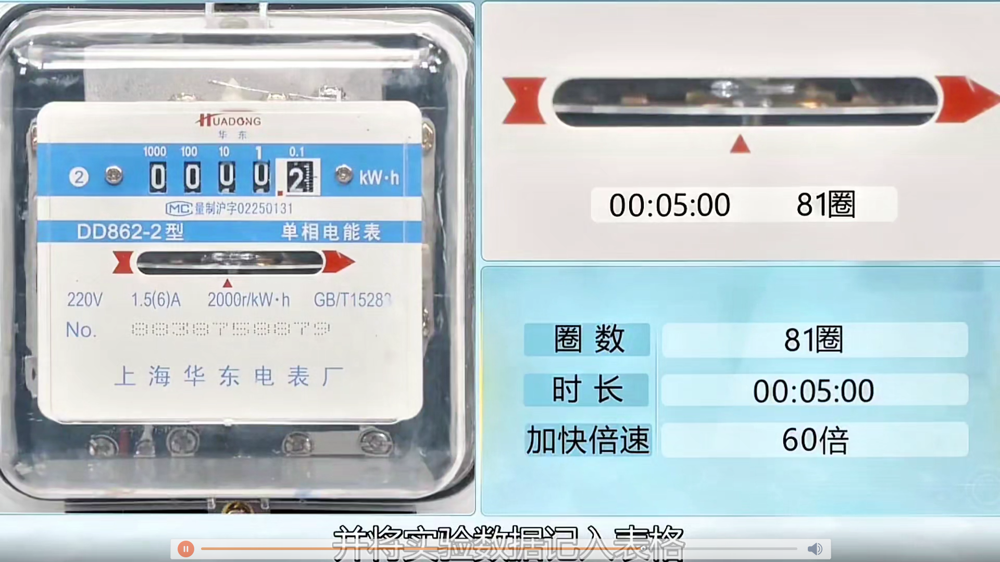 HUADONG
华东
1000 100 10 1 0.1
② 0 0 0 0 .2 kW·h
MC 量制沪字02250131
DD862-2型 单相电能表
220V 1.5(6)A 2000r/kW·h GB/T15283
No.
上海华东电表厂
00:05:00 81圈
圈数 81圈
时长 00:05:00
加快倍速 60倍
并将实验数据记入表格